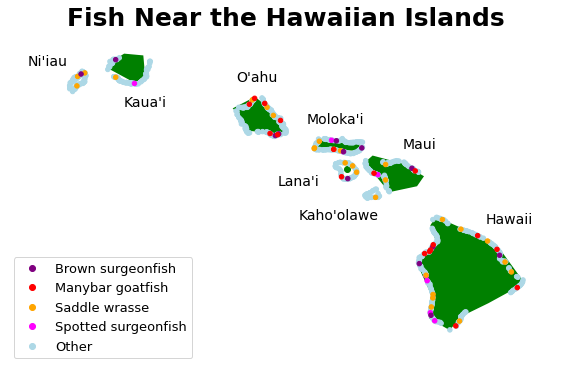 Fish Near the Hawaiian Islands
Ni'iau
Kaua'i
O'ahu
Moloka'i
Maui
Lana'i
Kaho'olawe
Hawaii
Brown surgeonfish
Manybar goatfish
Saddle wrasse
Spotted surgeonfish
Other